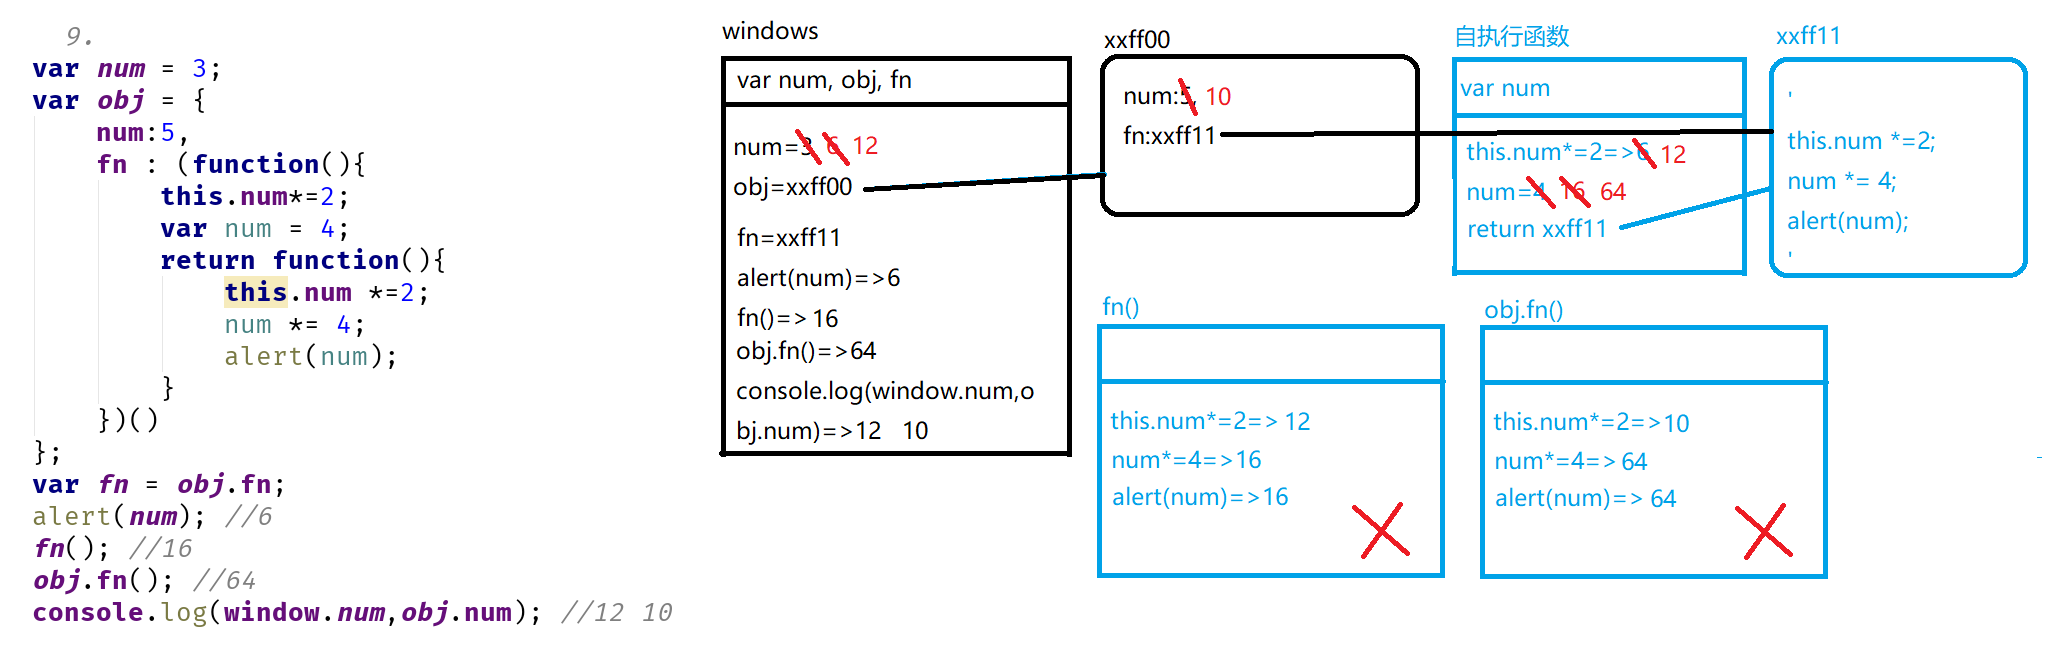 9.
var num = 3;
var obj = {
num:5,
fn : (function(){
this.num*=2;
var num = 4;
return function(){
this.num *=2;
num *= 4;
alert(num);
}
})()
};
var fn = obj.fn;
alert(num); //6
fn(); //16
obj.fn(); //64
console.log(window.num,obj.num); //12 10
windows
var num, obj, fn
num=3 6 12
obj=xxff00
fn=xxff11
alert(num)=>6
fn()=>16
obj.fn()=>64
console.log(window.num,o
bj.num)=>12 10
xxff00
num:5, 10
fn:xxff11
自执行函数
var num
this.num*=2=>6 12
num=4 16 64
return xxff11
xxff11
'
this.num *=2;
num *= 4;
alert(num);
'
fn()
this.num*=2=> 12
num*=4=>16
alert(num)=>16
obj.fn()
this.num*=2=>10
num*=4=> 64
alert(num)=> 64